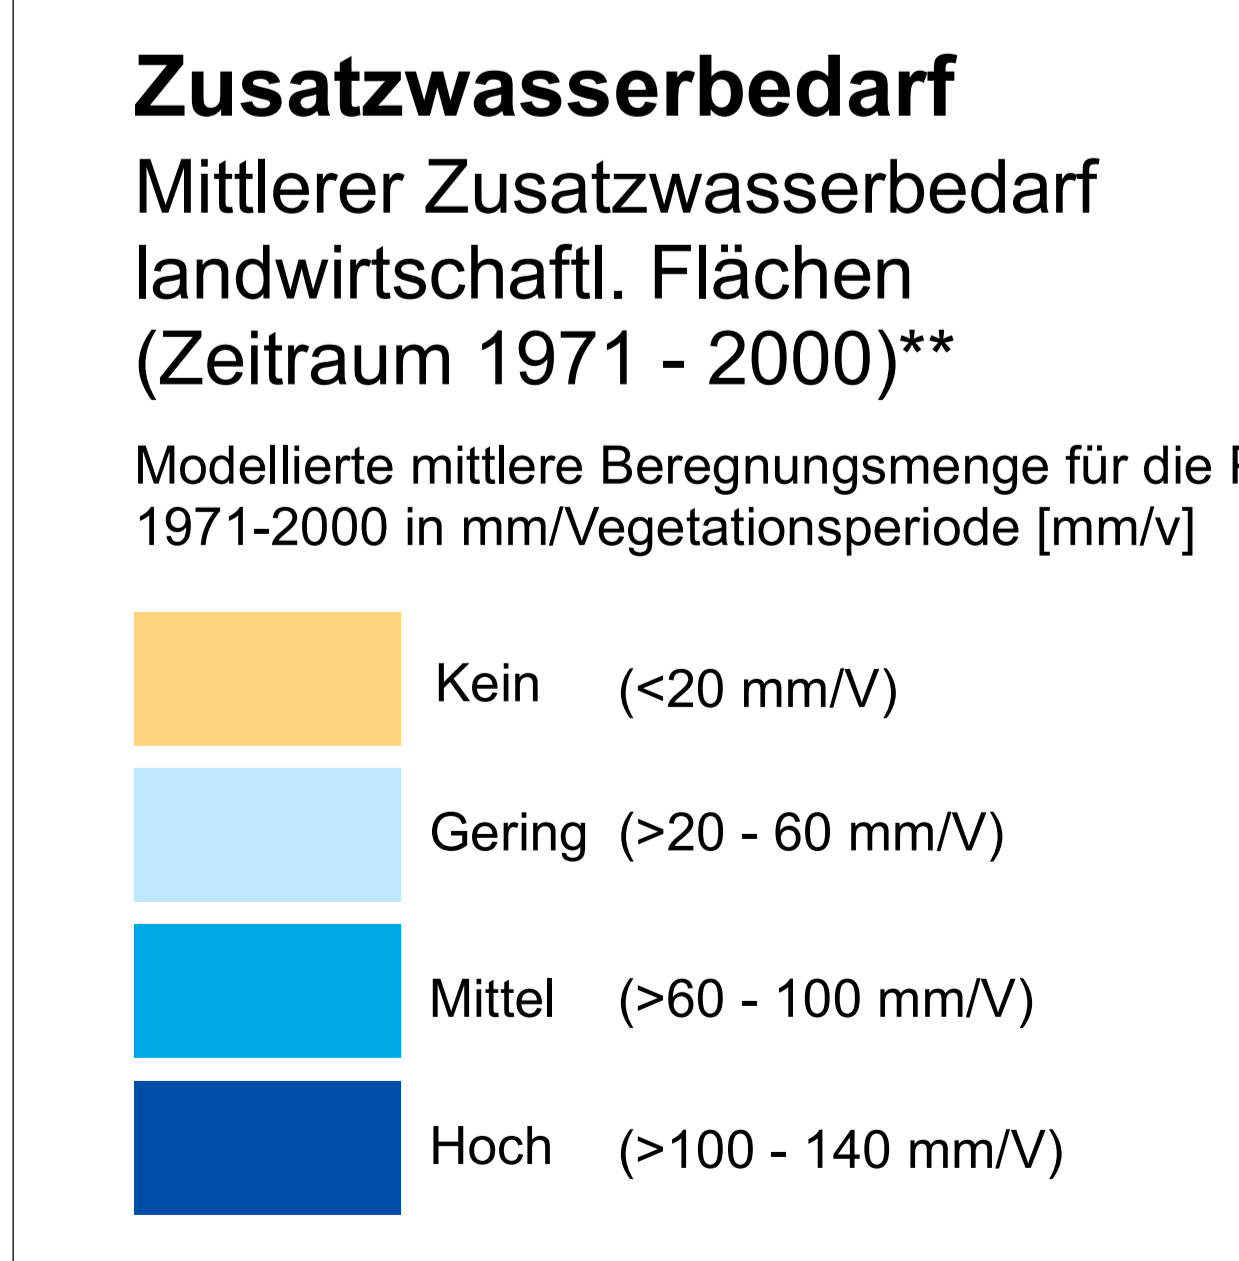 Zusatzwasserbedarf
Mittlerer Zusatzwasserbedarf
landwirtschaftl. Flächen
(Zeitraum 1971 - 2000)**
Modellierte mittlere Beregnungsmenge für die
1971-2000 in mm/Vegetationsperiode [mm/v]
Kein (<20 mm/V)
Gering (>20 - 60 mm/V)
Mittel (>60 - 100 mm/V)
Hoch (>100 - 140 mm/V)